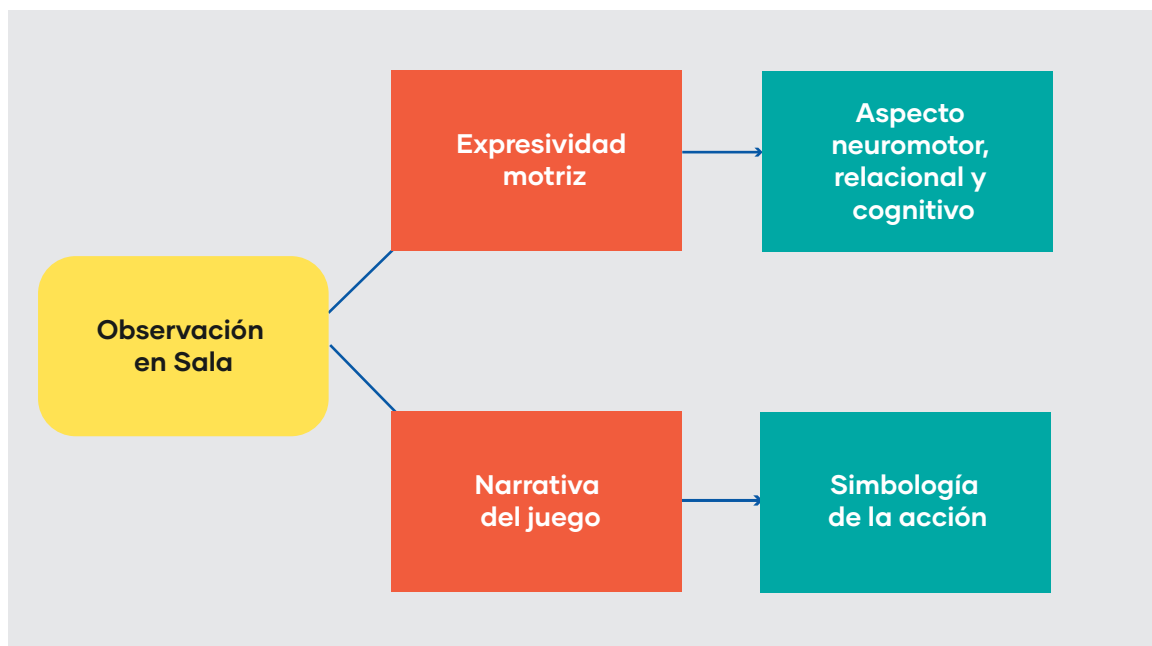 Expresividad
motriz
Aspecto
neuromotor,
relacional y
cognitivo
Observación
en Sala
Narrativa
del juego
Simbología
de la acción